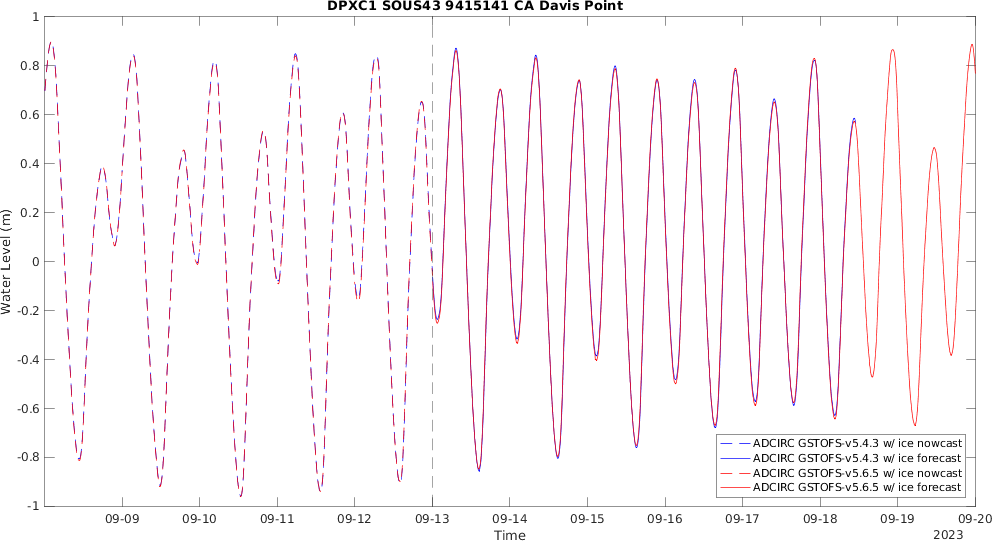 DPXC1 SOUS43 9415141 CA Davis Point
1
0.8
0.6
0.4
0.2
0
-0.2
-0.4
-0.6
-0.8
-1
Water Level (m)
ADCIRC GSTOFS-v5.4.3 w/ ice nowcast
ADCIRC GSTOFS-v5.4.3 w/ ice forecast
ADCIRC GSTOFS-v5.6.5 w/ ice nowcast
ADCIRC GSTOFS-v5.6.5 w/ ice forecast
09-09 09-10 09-11 09-12 09-13 09-14 09-15 09-16 09-17 09-18 09-19 09-20
Time
2023